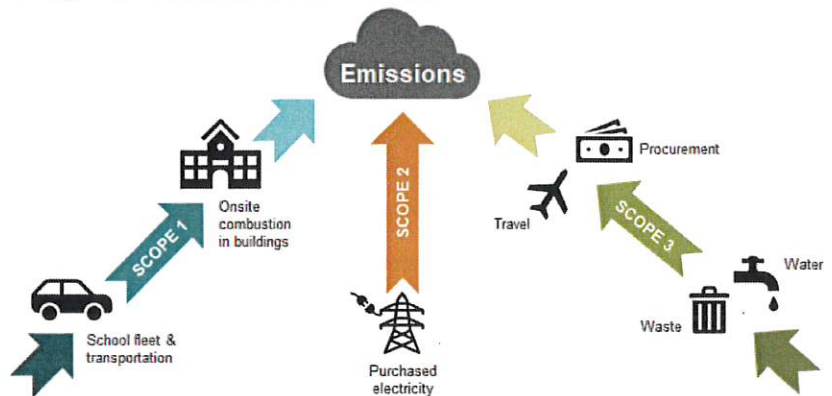 Emissions
SCOPE 1
Onsite
combustion
in buildings
School fleet &
transportation
SCOPE 2
Purchased
electricity
Procurement
Travel
SCOPE 3
Water
Waste